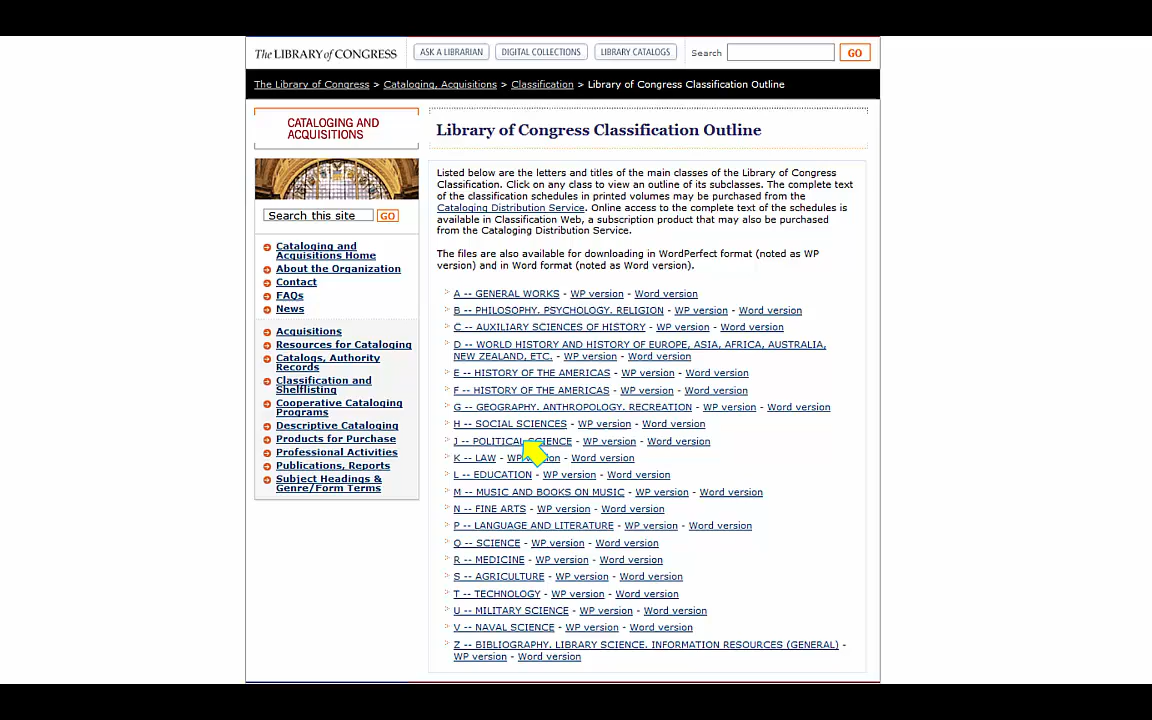 The LIBRARY of CONGRESS ASK A LIBRARIAN DIGITAL COLLECTIONS LIBRARY CATALOGS Search GO
The Library of Congress > Cataloging, Acquisitions > Classification > Library of Congress Classification Outline
CATALOGING AND
ACQUISITIONS
Search this site GO
Cataloging and
Acquisitions Home
About the Organization
Contact
FAQs
News
Acquisitions
Resources for Cataloging
Catalogs, Authority
Records
Classification and
Shelflisting
Cooperative Cataloging
Programs
Descriptive Cataloging
Products for Purchase
Professional Activities
Publications, Reports
Subject Headings &
Genre/Form Terms
Library of Congress Classification Outline
Listed below are the letters and titles of the main classes of the Library of Congress
Classification. Click on any class to view an outline of its subclasses. The complete text
of the classification schedules in printed volumes may be purchased from the
Cataloging Distribution Service. Online access to the complete text of the schedules is
available in Classification Web, a subscription product that may also be purchased
from the Cataloging Distribution Service.
The files are also available for downloading in WordPerfect format (noted as WP
version) and in Word format (noted as Word version).
A -- GENERAL WORKS - WP version - Word version
B -- PHILOSOPHY. PSYCHOLOGY. RELIGION - WP version - Word version
C -- AUXILIARY SCIENCES OF HISTORY - WP version - Word version
D -- WORLD HISTORY AND HISTORY OF EUROPE, ASIA, AFRICA, AUSTRALIA,
NEW ZEALAND, ETC. - WP version - Word version
E -- HISTORY OF THE AMERICAS - WP version - Word version
F -- HISTORY OF THE AMERICAS - WP version - Word version
G -- GEOGRAPHY. ANTHROPOLOGY. RECREATION - WP version - Word version
H -- SOCIAL SCIENCES - WP version - Word version
J -- POLITICAL SCIENCE - WP version - Word version
K -- LAW - WP version - Word version
L -- EDUCATION - WP version - Word version
M -- MUSIC AND BOOKS ON MUSIC - WP version - Word version
N -- FINE ARTS - WP version - Word version
P -- LANGUAGE AND LITERATURE - WP version - Word version
Q -- SCIENCE - WP version - Word version
R -- MEDICINE - WP version - Word version
S -- AGRICULTURE - WP version - Word version
T -- TECHNOLOGY - WP version - Word version
U -- MILITARY SCIENCE - WP version - Word version
V -- NAVAL SCIENCE - WP version - Word version
Z -- BIBLIOGRAPHY. LIBRARY SCIENCE. INFORMATION RESOURCES (GENERAL) -
WP version - Word version